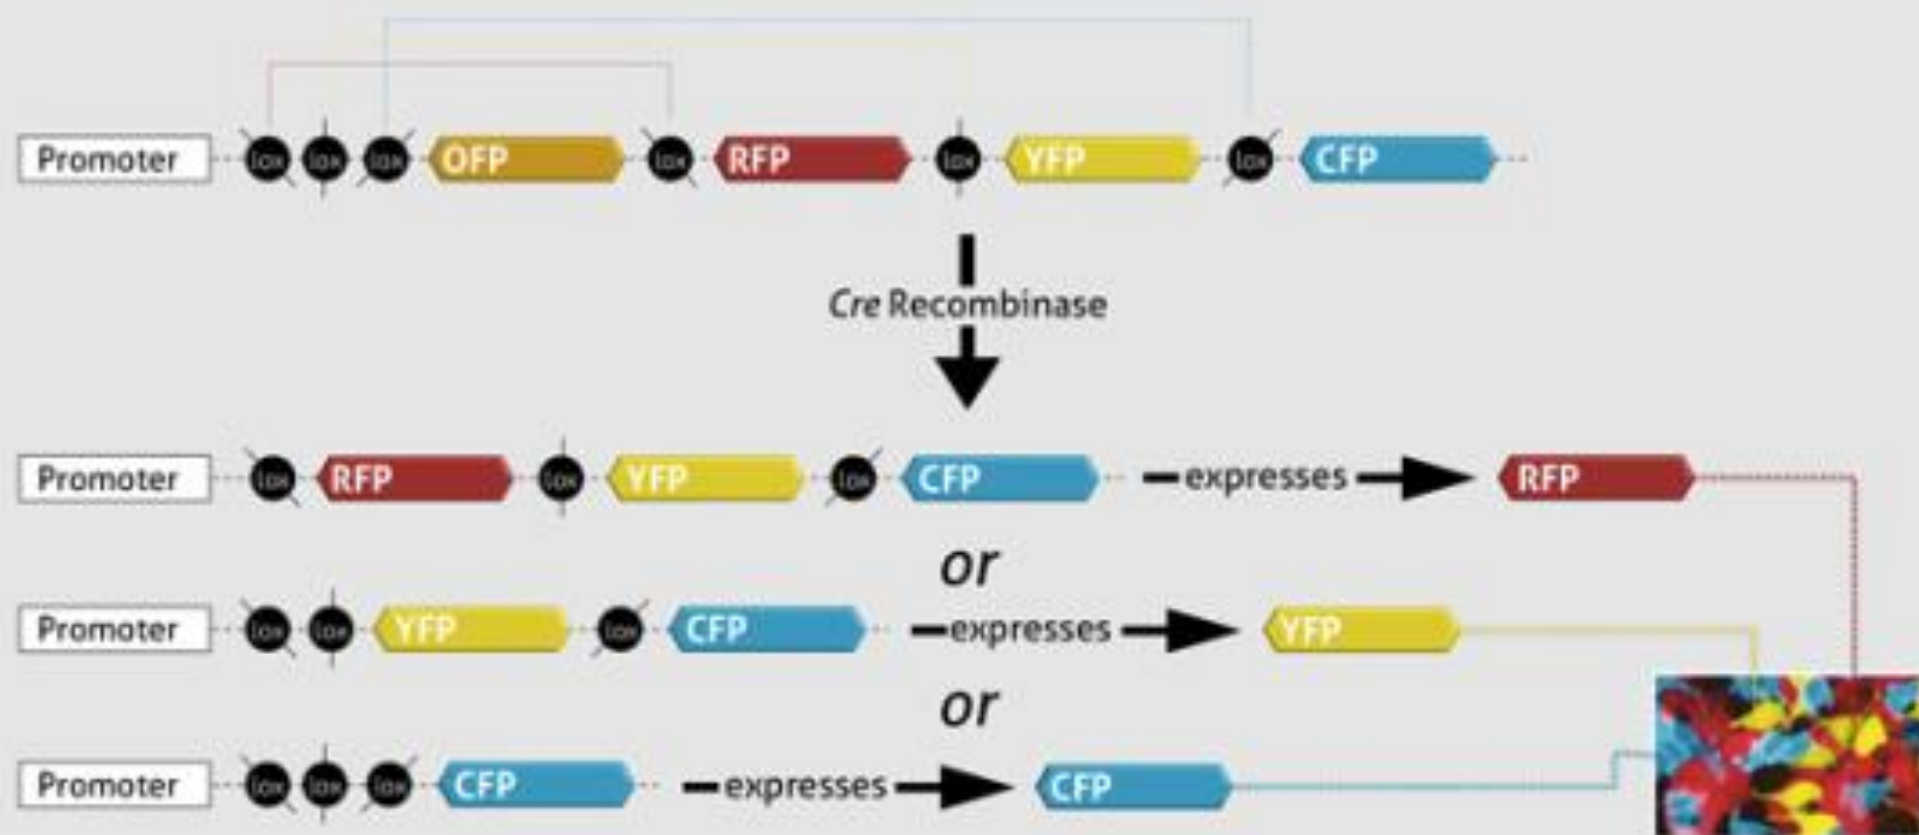 Promoter lox lox lox OFP lox RFP lox YFP lox CFP
Cre Recombinase
Promoter lox RFP lox YFP lox CFP expresses RFP
or
Promoter lox lox YFP lox CFP expresses YFP
or
Promoter lox lox lox CFP expresses CFP